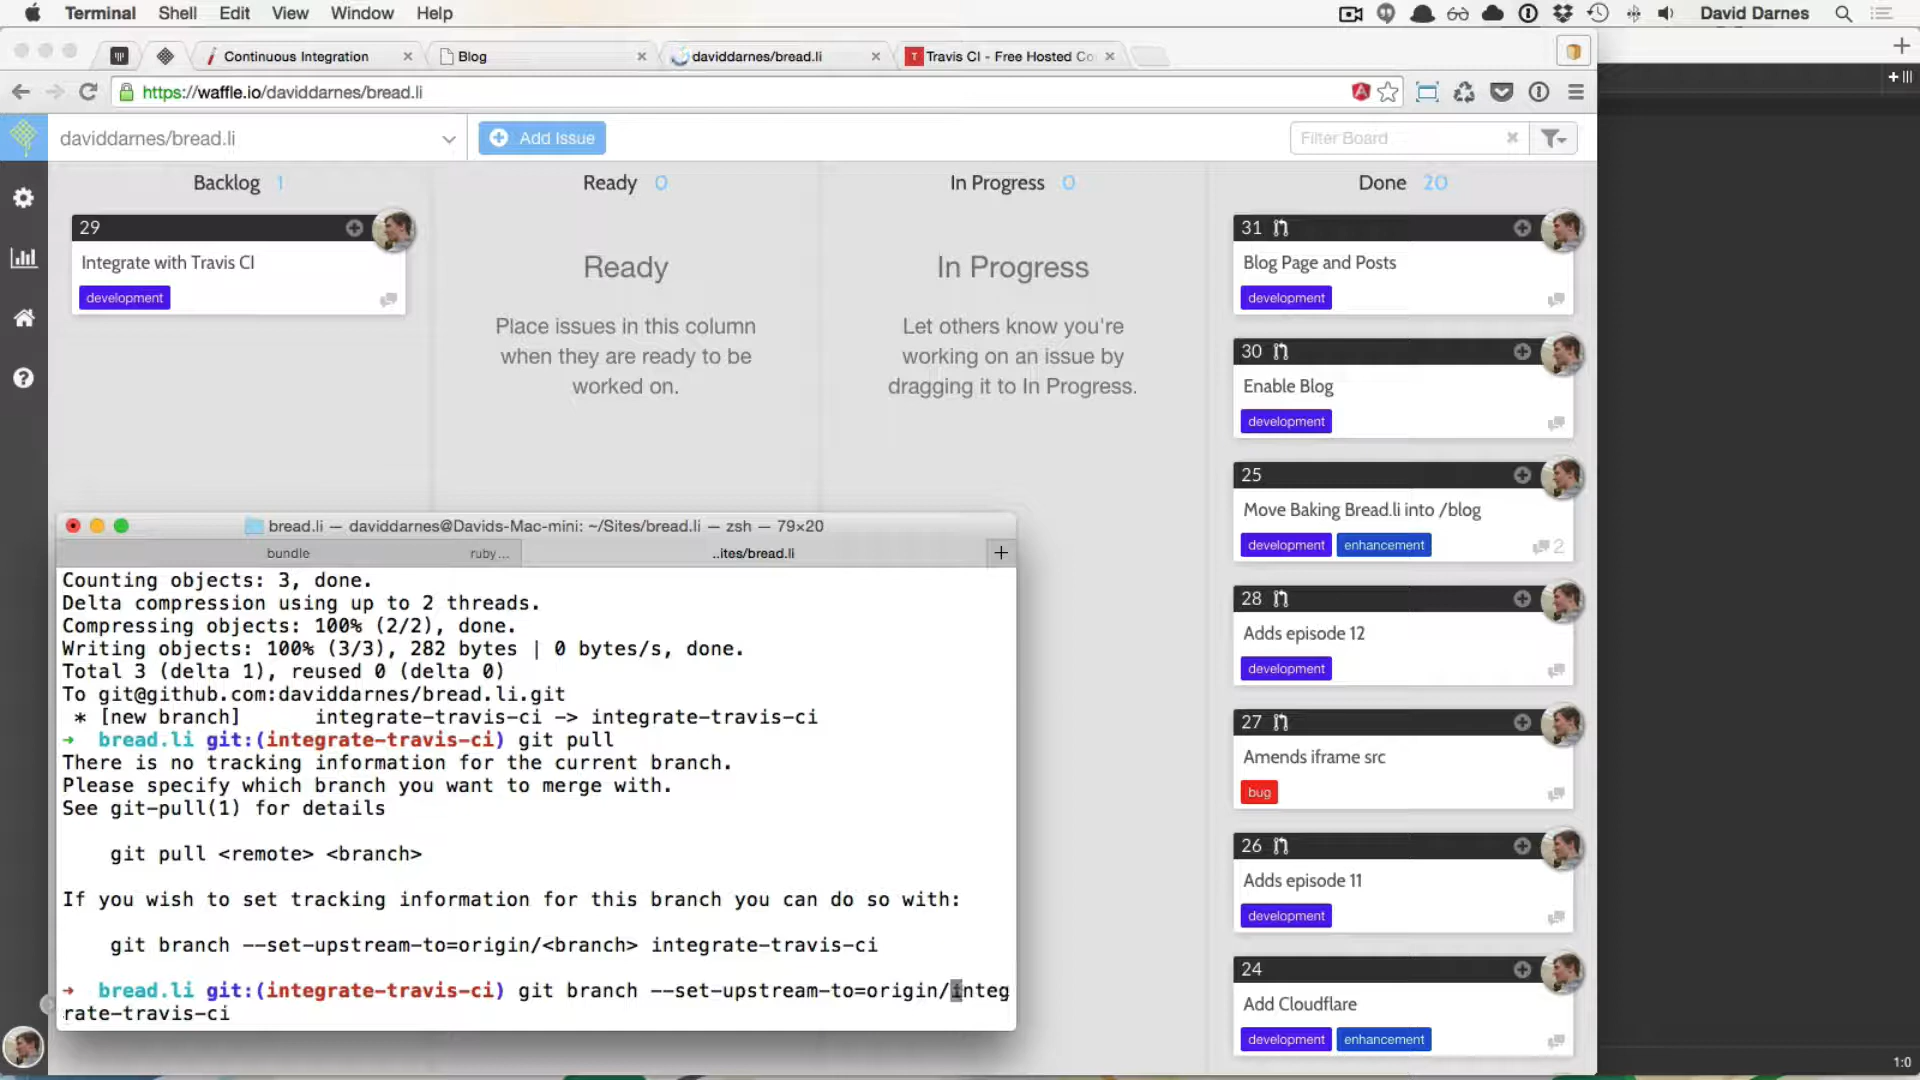 Terminal Shell Edit View Window Help
David Darnes
Continuous Integration
Blog
daviddarnes/bread.li
Travis CI - Free Hosted Co
https://waffle.io/daviddarnes/bread.li
daviddarnes/bread.li
Add Issue
Filter Board
Backlog 1
Ready 0
In Progress 0
Done 20
29
Integrate with Travis CI
development
Ready
Place issues in this column
when they are ready to be
worked on.
In Progress
Let others know you're
working on an issue by
dragging it to In Progress.
31
Blog Page and Posts
development
30
Enable Blog
development
25
Move Baking Bread.li into /blog
development enhancement
2
28
Adds episode 12
development
27
Amends iframe src
bug
26
Adds episode 11
development
24
Add Cloudflare
development enhancement
bread.li — daviddarnes@Davids-Mac-mini: ~/Sites/bread.li — zsh — 79×20
bundle ruby... ..ites/bread.li
Counting objects: 3, done.
Delta compression using up to 2 threads.
Compressing objects: 100% (2/2), done.
Writing objects: 100% (3/3), 282 bytes | 0 bytes/s, done.
Total 3 (delta 1), reused 0 (delta 0)
To git@github.com:daviddarnes/bread.li.git
* [new branch] integrate-travis-ci -> integrate-travis-ci
→ bread.li git:(integrate-travis-ci) git pull
There is no tracking information for the current branch.
Please specify which branch you want to merge with.
See git-pull(1) for details
git pull <remote> <branch>
If you wish to set tracking information for this branch you can do so with:
git branch --set-upstream-to=origin/<branch> integrate-travis-ci
→ bread.li git:(integrate-travis-ci) git branch --set-upstream-to=origin/integ
rate-travis-ci
1:0